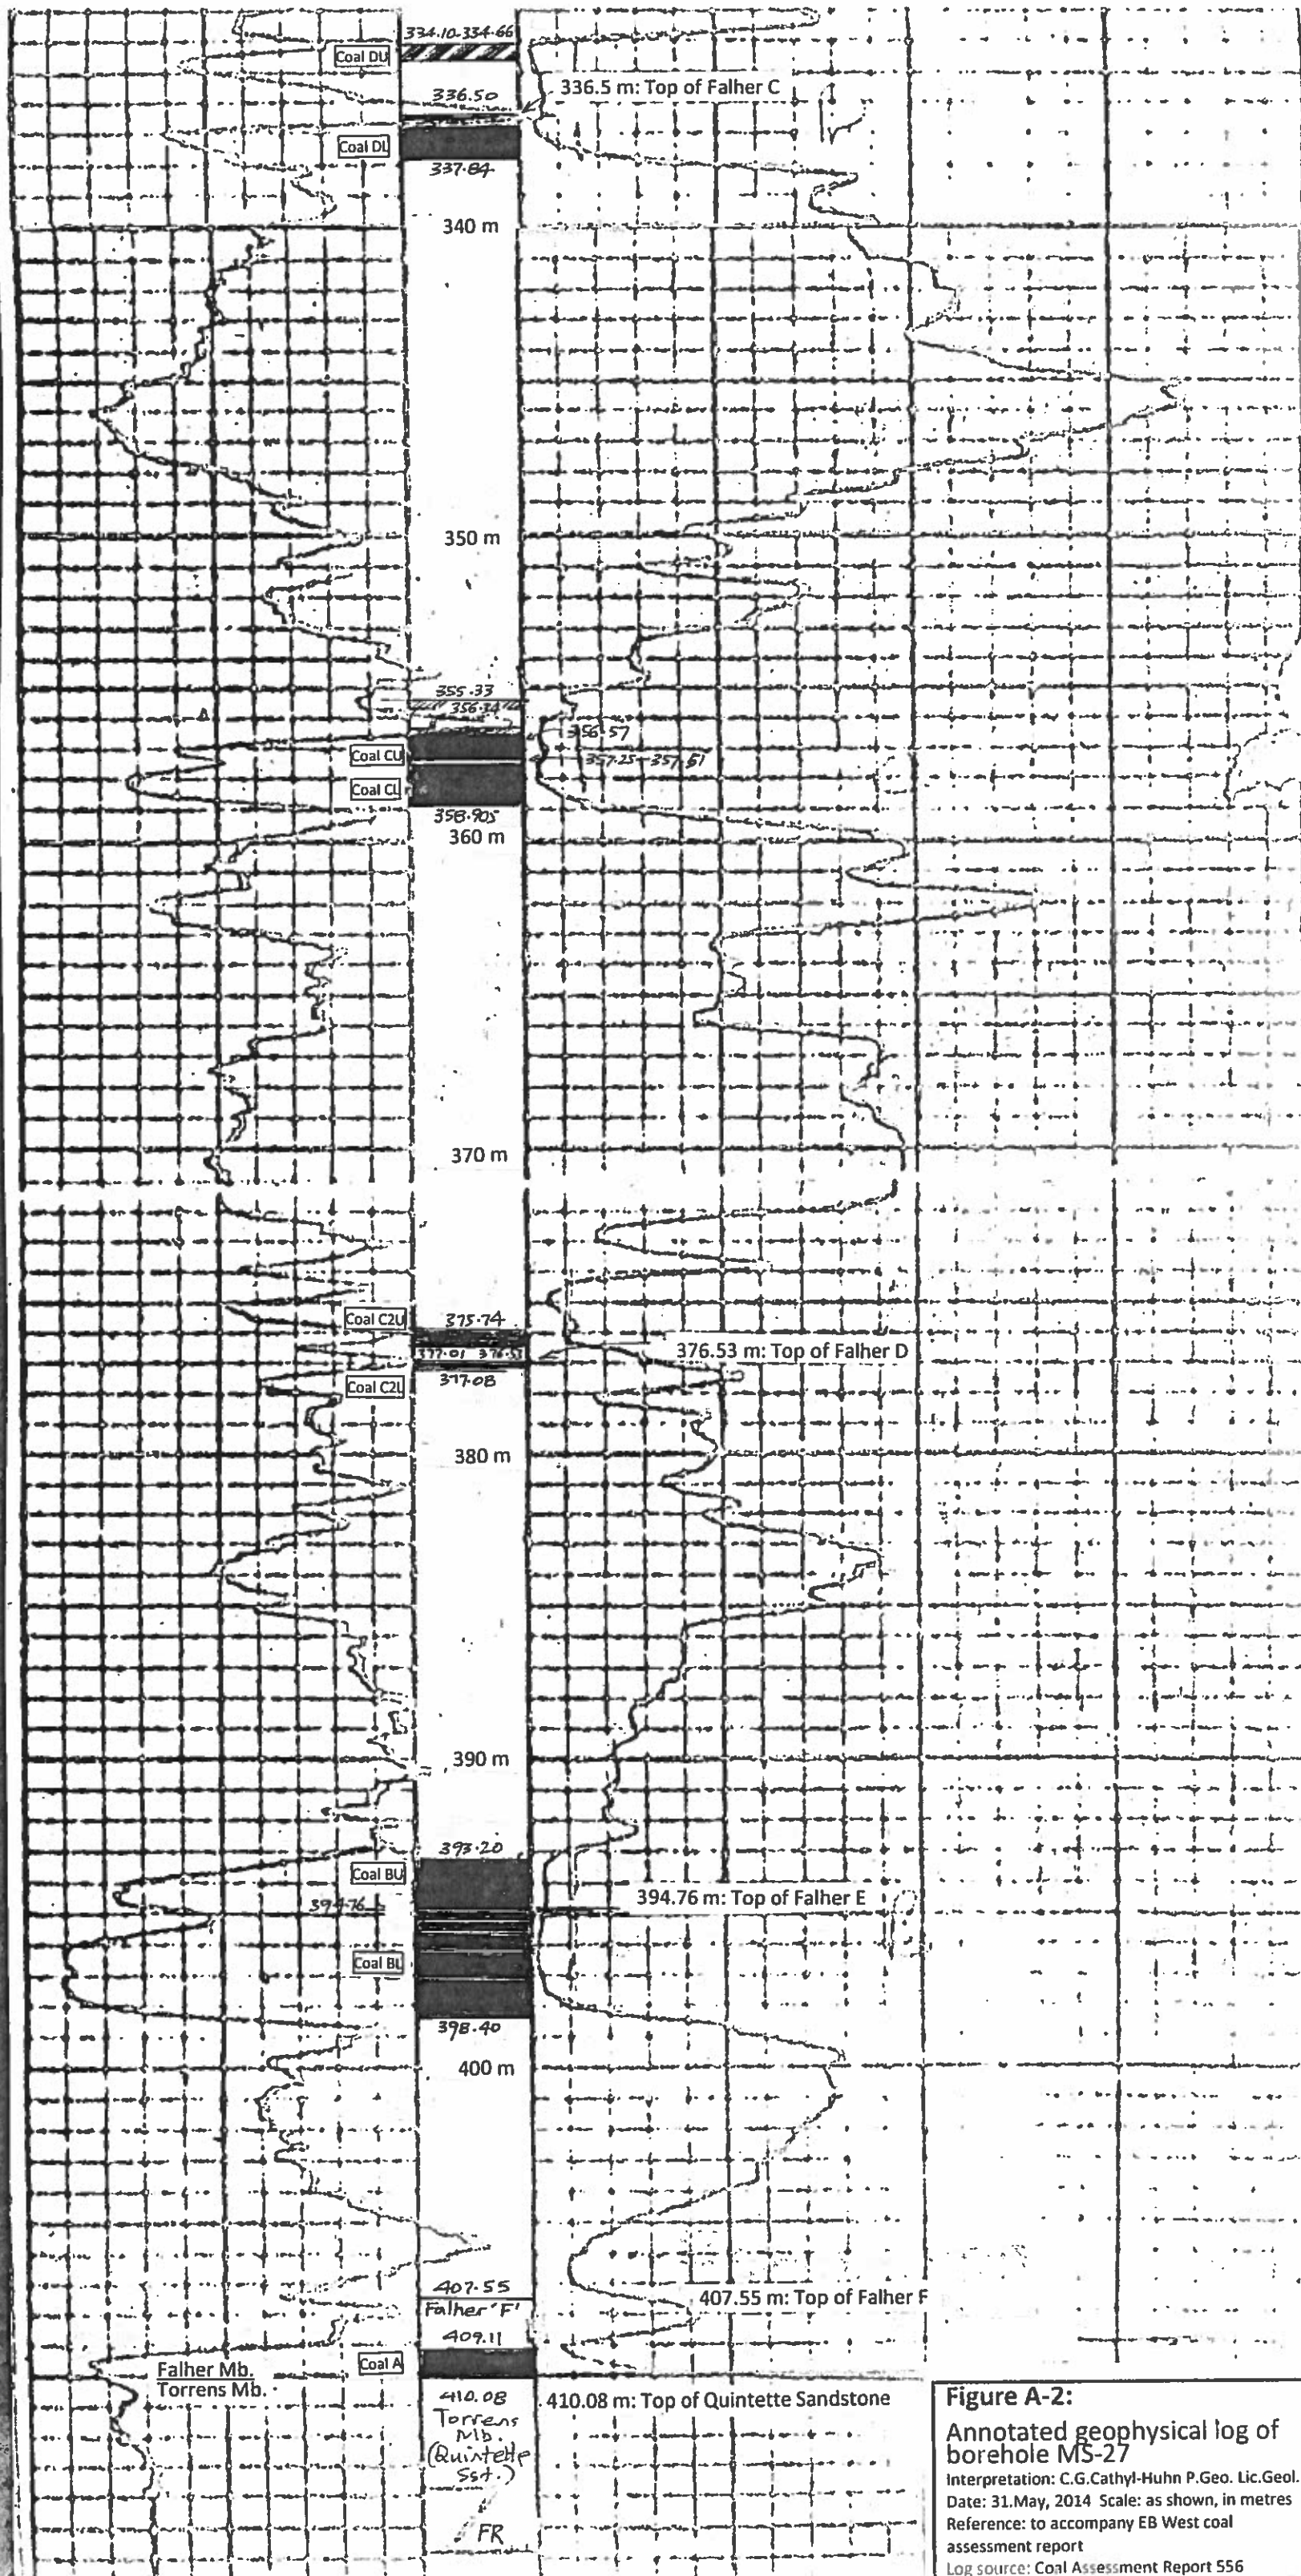 334.10-334.66
Coal DU
336.5 m: Top of Falher C
336.50
Coal DL
337.84
340 m
350 m
355.33
356.34
356.57
Coal CU
357.25-357.51
Coal CL
358.905
360 m
370 m
Coal C2U
375.74
376.53 m: Top of Falher D
377.01 376.53
377.08
Coal C2L
380 m
390 m
393.20
Coal BU
394.76 m: Top of Falher E
394.76
Coal BL
398.40
400 m
407.55
407.55 m: Top of Falher F
Falher 'F'
409.11
Coal A
Falher Mb.
Torrens Mb.
410.08
410.08 m: Top of Quintette Sandstone
Torrens
Mb.
(Quintette
Sst.)
FR
Figure A-2:
Annotated geophysical log of
borehole MS-27
Interpretation: C.G.Cathyl-Huhn P.Geo. Lic.Geol.
Date: 31.May, 2014 Scale: as shown, in metres
Reference: to accompany EB West coal
assessment report
Log source: Coal Assessment Report 556